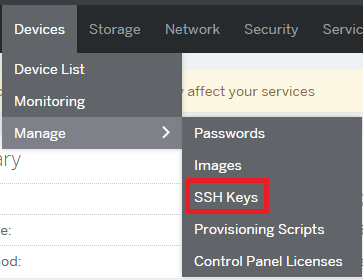 Devices Storage Network Security Servic
Device List
Monitoring
y affect your services
Manage
Passwords
ary
Images
SSH Keys
e:
Provisioning Scripts
od:
Control Panel Licenses